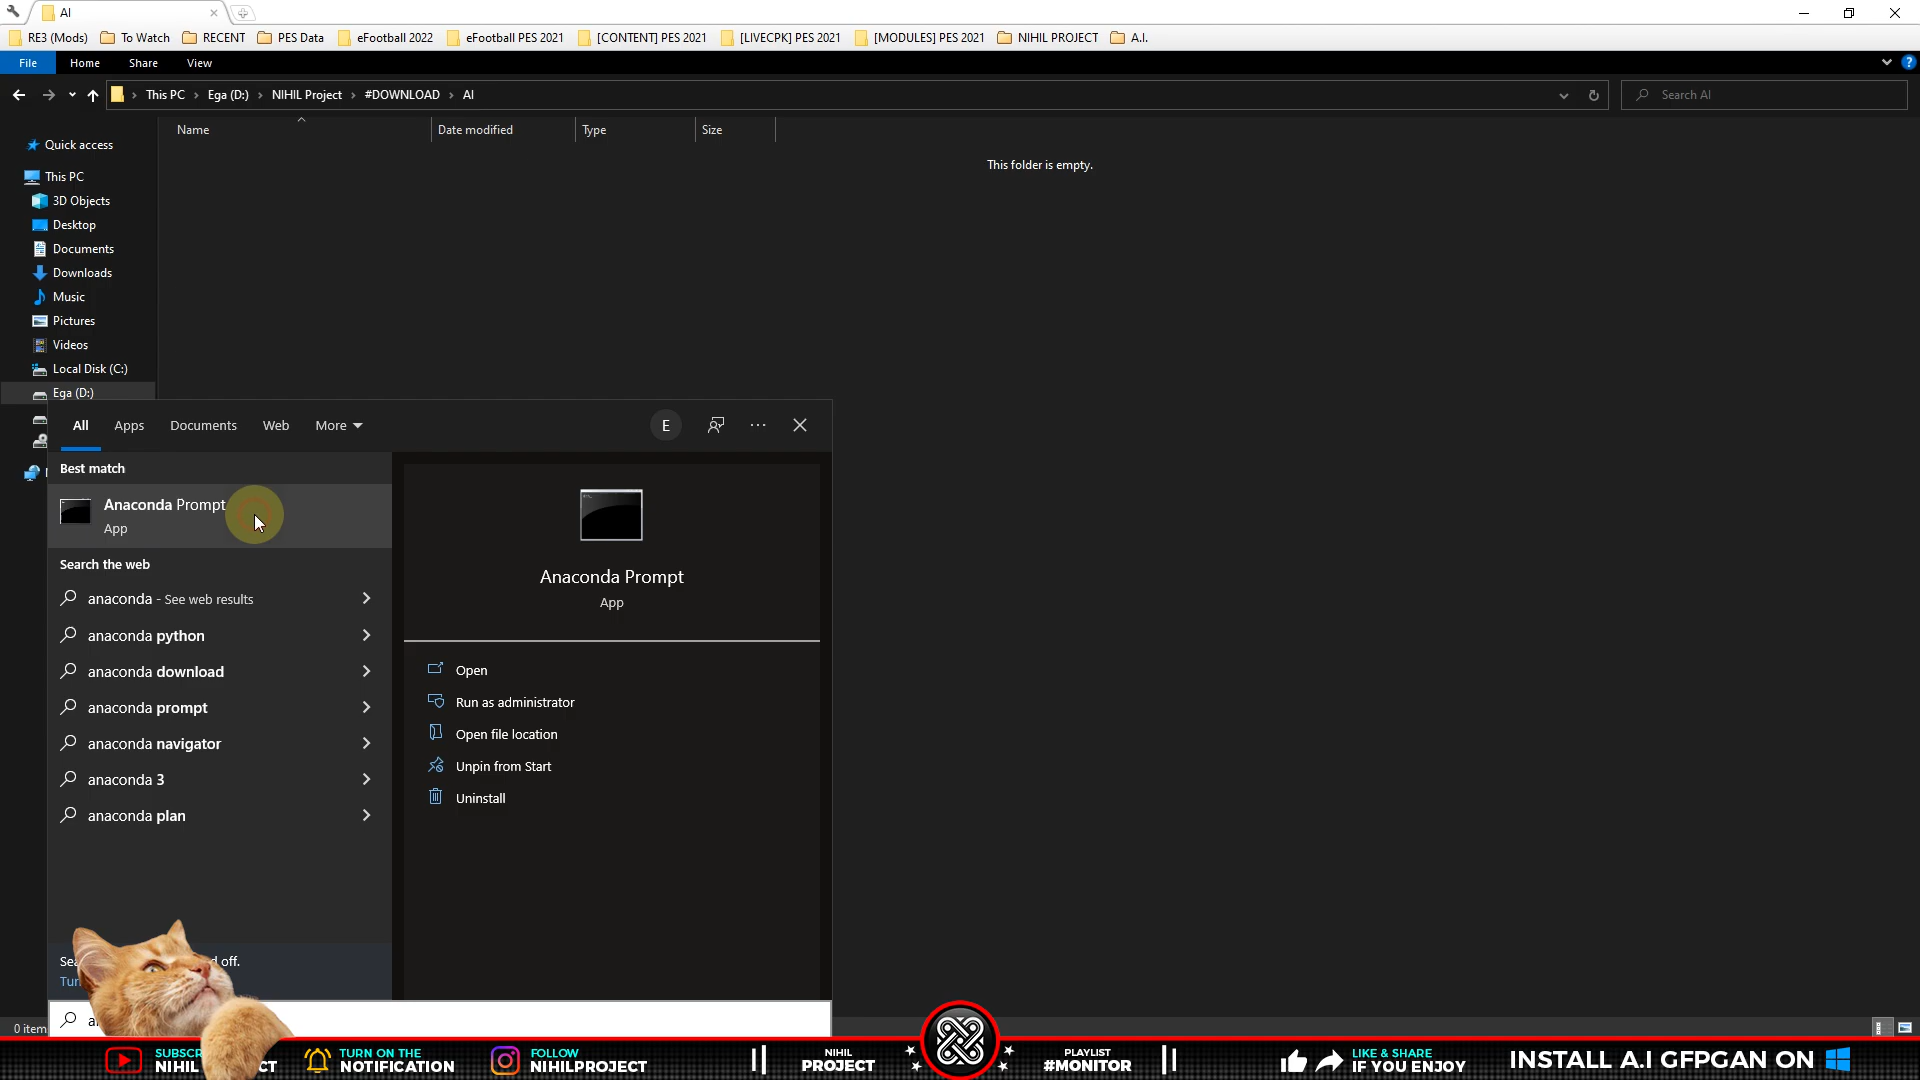 AI
RE3 (Mods) To Watch RECENT PES Data eFootball 2022 eFootball PES 2021 [CONTENT] PES 2021 [LIVECPK] PES 2021 [MODULES] PES 2021 NIHIL PROJECT A.I.
File Home Share View
This PC > Ega (D:) > NIHIL Project > #DOWNLOAD > AI
Search AI
Name Date modified Type Size
This folder is empty.
Quick access
This PC
3D Objects
Desktop
Documents
Downloads
Music
Pictures
Videos
Local Disk (C:)
Ega (D:)
All Apps Documents Web More
E
Best match
Anaconda Prompt
App
Search the web
anaconda - See web results
anaconda python
anaconda download
anaconda prompt
anaconda navigator
anaconda 3
anaconda plan
Anaconda Prompt
App
Open
Run as administrator
Open file location
Unpin from Start
Uninstall
off.
0 item
NIHIL
TURN ON THE
NOTIFICATION
FOLLOW
NIHILPROJECT
NIHIL
PROJECT
PLAYLIST
#MONITOR
LIKE & SHARE
IF YOU ENJOY
INSTALL A.I GFPGAN ON